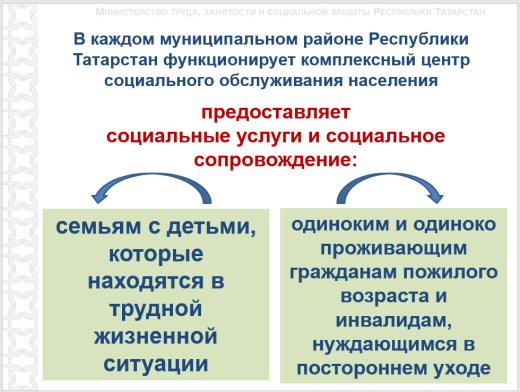 Министерство труда, занятости и социальной защиты Республики Татарстан
В каждом муниципальном районе Республики
Татарстан функционирует комплексный центр
социального обслуживания населения
предоставляет
социальные услуги и социальное
сопровождение:
семьям с детьми,
которые
находятся в
трудной
жизненной
ситуации
одиноким и одиноко
проживающим
гражданам пожилого
возраста и
инвалидам,
нуждающимся в
постороннем уходе